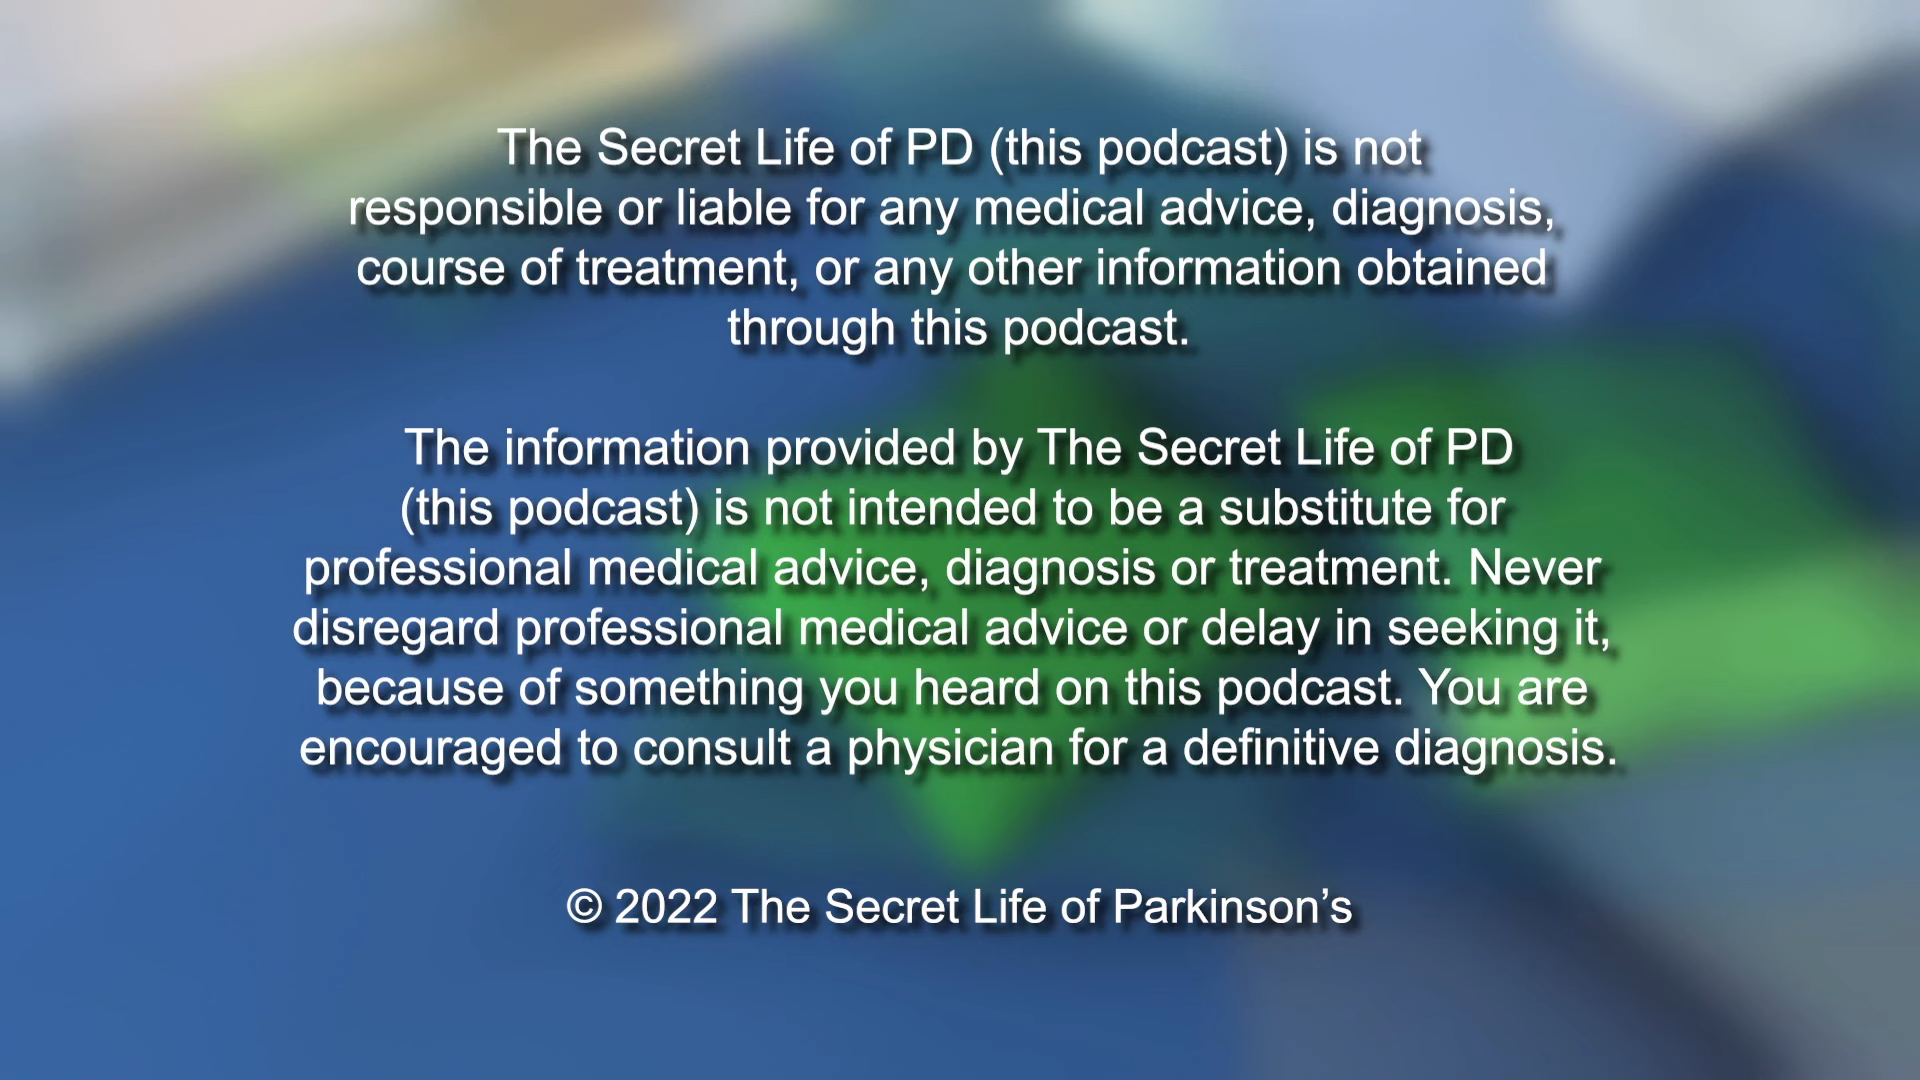 The Secret Life of PD (this podcast) is not
responsible or liable for any medical advice, diagnosis,
course of treatment, or any other information obtained
through this podcast.
The information provided by The Secret Life of PD
(this podcast) is not intended to be a substitute for
professional medical advice, diagnosis or treatment. Never
disregard professional medical advice or delay in seeking it,
because of something you heard on this podcast. You are
encouraged to consult a physician for a definitive diagnosis.
© 2022 The Secret Life of Parkinson’s